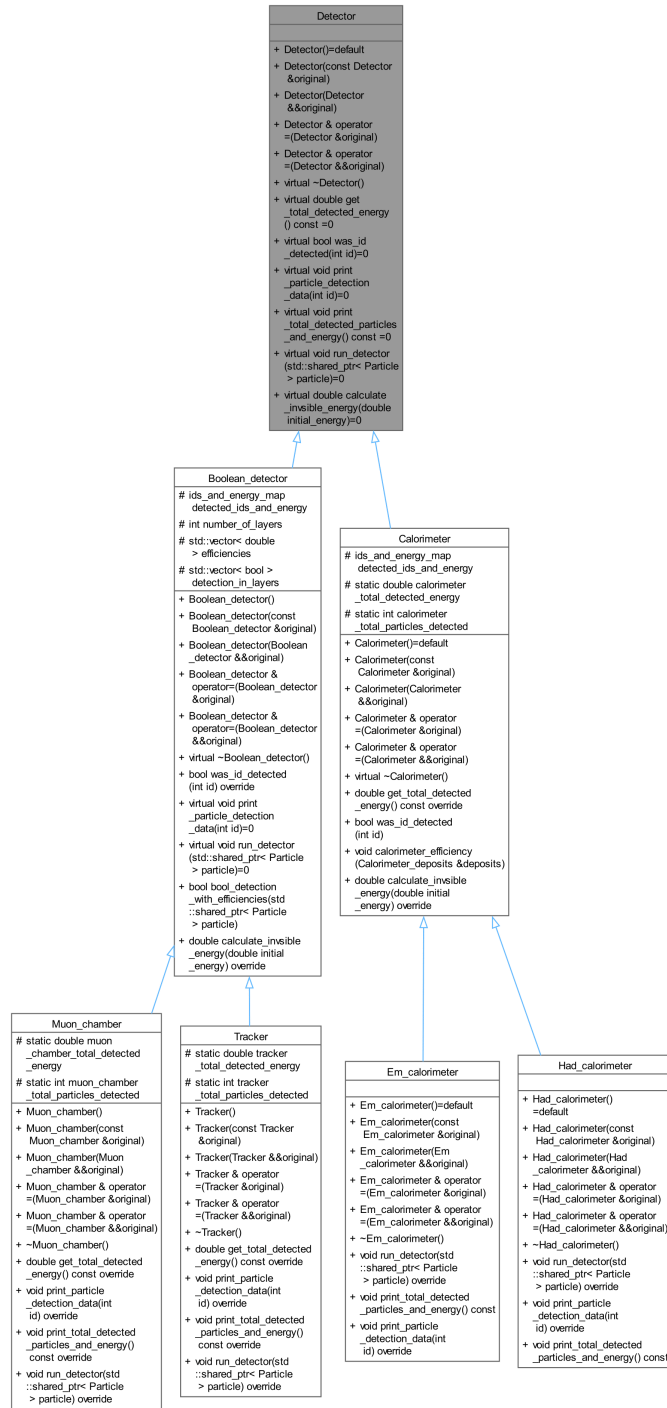 Detector
+ Detector()=default
+ Detector(const Detector
&original)
+ Detector(Detector
&&original)
+ Detector & operator
=(Detector &original)
+ Detector & operator
=(Detector &&original)
+ virtual ~Detector()
+ virtual double get
_total_detected_energy
() const =0
+ virtual bool was_id
_detected(int id)=0
+ virtual void print
_particle_detection
_data(int id)=0
+ virtual void print
_total_detected_particles
_and_energy() const =0
+ virtual void run_detector
(std::shared_ptr< Particle
> particle)=0
+ virtual double calculate
_invsible_energy(double
initial_energy)=0
Boolean_detector
# ids_and_energy_map
detected_ids_and_energy
# int number_of_layers
# std::vector< double
> efficiencies
# std::vector< bool >
detection_in_layers
+ Boolean_detector()
+ Boolean_detector(const
Boolean_detector &original)
+ Boolean_detector(Boolean
_detector &&original)
+ Boolean_detector &
operator=(Boolean_detector
&original)
+ Boolean_detector &
operator=(Boolean_detector
&&original)
+ virtual ~Boolean_detector()
+ bool was_id_detected
(int id) override
+ virtual void print
_particle_detection
_data(int id)=0
+ virtual void run_detector
(std::shared_ptr< Particle
> particle)=0
+ bool bool_detection
_with_efficiencies(std
::shared_ptr< Particle
> particle)
+ double calculate_invsible
_energy(double initial
_energy) override
Calorimeter
# ids_and_energy_map
detected_ids_and_energy
# static double calorimeter
_total_detected_energy
# static int calorimeter
_total_particles_detected
+ Calorimeter()=default
+ Calorimeter(const
Calorimeter &original)
+ Calorimeter(Calorimeter
&&original)
+ Calorimeter & operator
=(Calorimeter &original)
+ Calorimeter & operator
=(Calorimeter &&original)
+ virtual ~Calorimeter()
+ double get_total_detected
_energy() const override
+ bool was_id_detected
(int id)
+ void calorimeter_efficiency
(Calorimeter_deposits &deposits)
+ double calculate_invsible
_energy(double initial
_energy) override
Muon_chamber
# static double muon
_chamber_total_detected
_energy
# static int muon_chamber
_total_particles_detected
+ Muon_chamber()
+ Muon_chamber(const
Muon_chamber &original)
+ Muon_chamber(Muon
_chamber &&original)
+ Muon_chamber & operator
=(Muon_chamber &original)
+ Muon_chamber & operator
=(Muon_chamber &&original)
+ ~Muon_chamber()
+ double get_total_detected
_energy() const override
+ void print_particle
_detection_data(int
id) override
+ void print_total_detected
_particles_and_energy()
const override
+ void run_detector(std
::shared_ptr< Particle
> particle) override
Tracker
# static double tracker
_total_detected_energy
# static int tracker
_total_particles_detected
+ Tracker()
+ Tracker(const Tracker
&original)
+ Tracker(Tracker &&original)
+ Tracker & operator
=(Tracker &original)
+ Tracker & operator
=(Tracker &&original)
+ ~Tracker()
+ double get_total_detected
_energy() const override
+ void print_particle
_detection_data(int
id) override
+ void print_total_detected
_particles_and_energy()
const override
+ void run_detector(std
::shared_ptr< Particle
> particle) override
Em_calorimeter
+ Em_calorimeter()=default
+ Em_calorimeter(const
Em_calorimeter &original)
+ Em_calorimeter(Em
_calorimeter &&original)
+ Em_calorimeter & operator
=(Em_calorimeter &original)
+ Em_calorimeter & operator
=(Em_calorimeter &&original)
+ ~Em_calorimeter()
+ void run_detector(std
::shared_ptr< Particle
> particle) override
+ void print_total_detected
_particles_and_energy() const
+ void print_particle
_detection_data(int
id) override
Had_calorimeter
+ Had_calorimeter()
=default
+ Had_calorimeter(const
Had_calorimeter &original)
+ Had_calorimeter(Had
_calorimeter &&original)
+ Had_calorimeter & operator
=(Had_calorimeter &original)
+ Had_calorimeter & operator
=(Had_calorimeter &&original)
+ ~Had_calorimeter()
+ void run_detector(std
::shared_ptr< Particle
> particle) override
+ void print_particle
_detection_data(int
id) override
+ void print_total_detected
_particles_and_energy() const